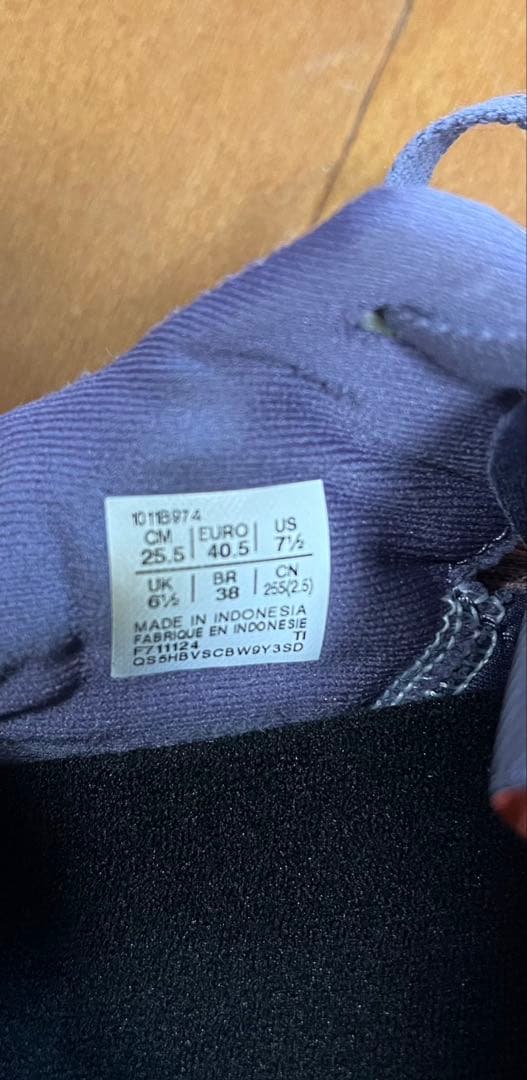 1011B974
CM EURO US
25.5 40.5 7½
UK BR CN
6½ 38 255(2.5)
MADE IN INDONESIA
FABRIQUE EN INDONESIE
F711124 TI
QS5HBVSCBW9Y3SD